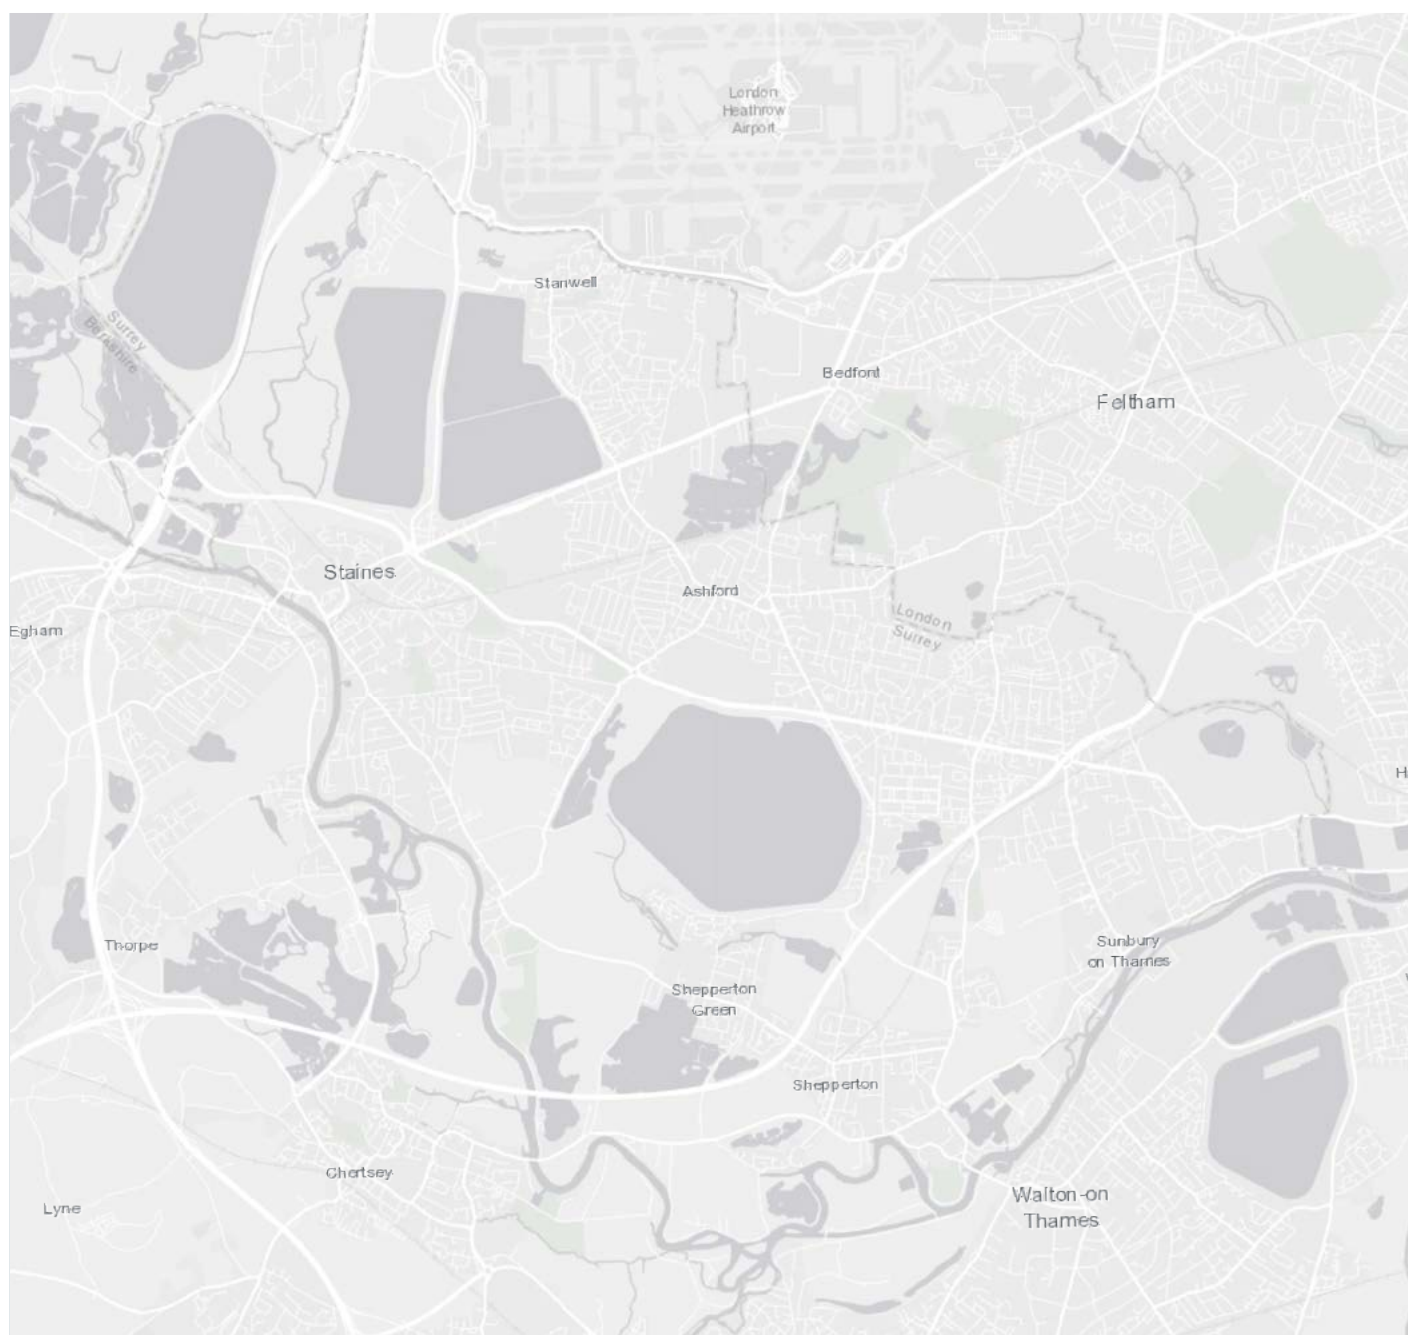 London
Heathrow
Airport
Stanwell
Surrey
Berkshire
Bedfont
Feltham
Staines
Ashford
London
Surrey
Egham
H
Thorpe
Sunbury
on Thames
Shepperton
Green
Shepperton
Chertsey
Walton-on
Thames
Lyne